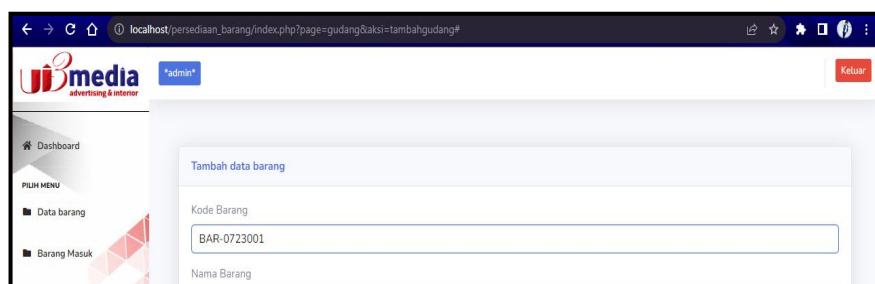 localhost/persediaan_barang/index.php?page=gudang&aksi=tambahgudang#
media
advertising & interior
*admin*
Keluar
Dashboard
PILIH MENU
Data barang
Barang Masuk
Tambah data barang
Kode Barang
BAR-0723001
Nama Barang